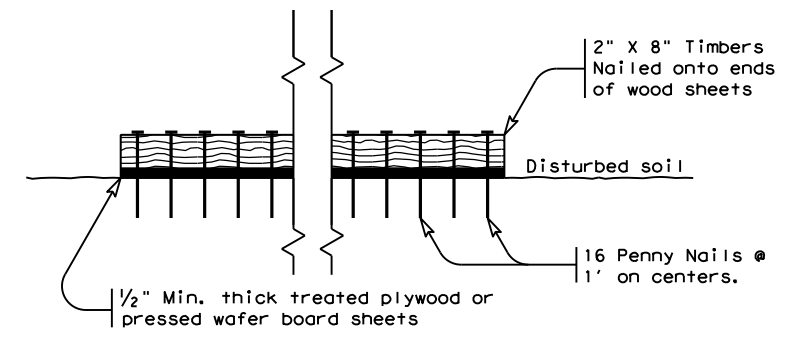 2" X 8" Timbers
Nailed onto ends
of wood sheets
Disturbed soil
16 Penny Nails @
1' on centers.
½" Min. thick treated plywood or
pressed wafer board sheets